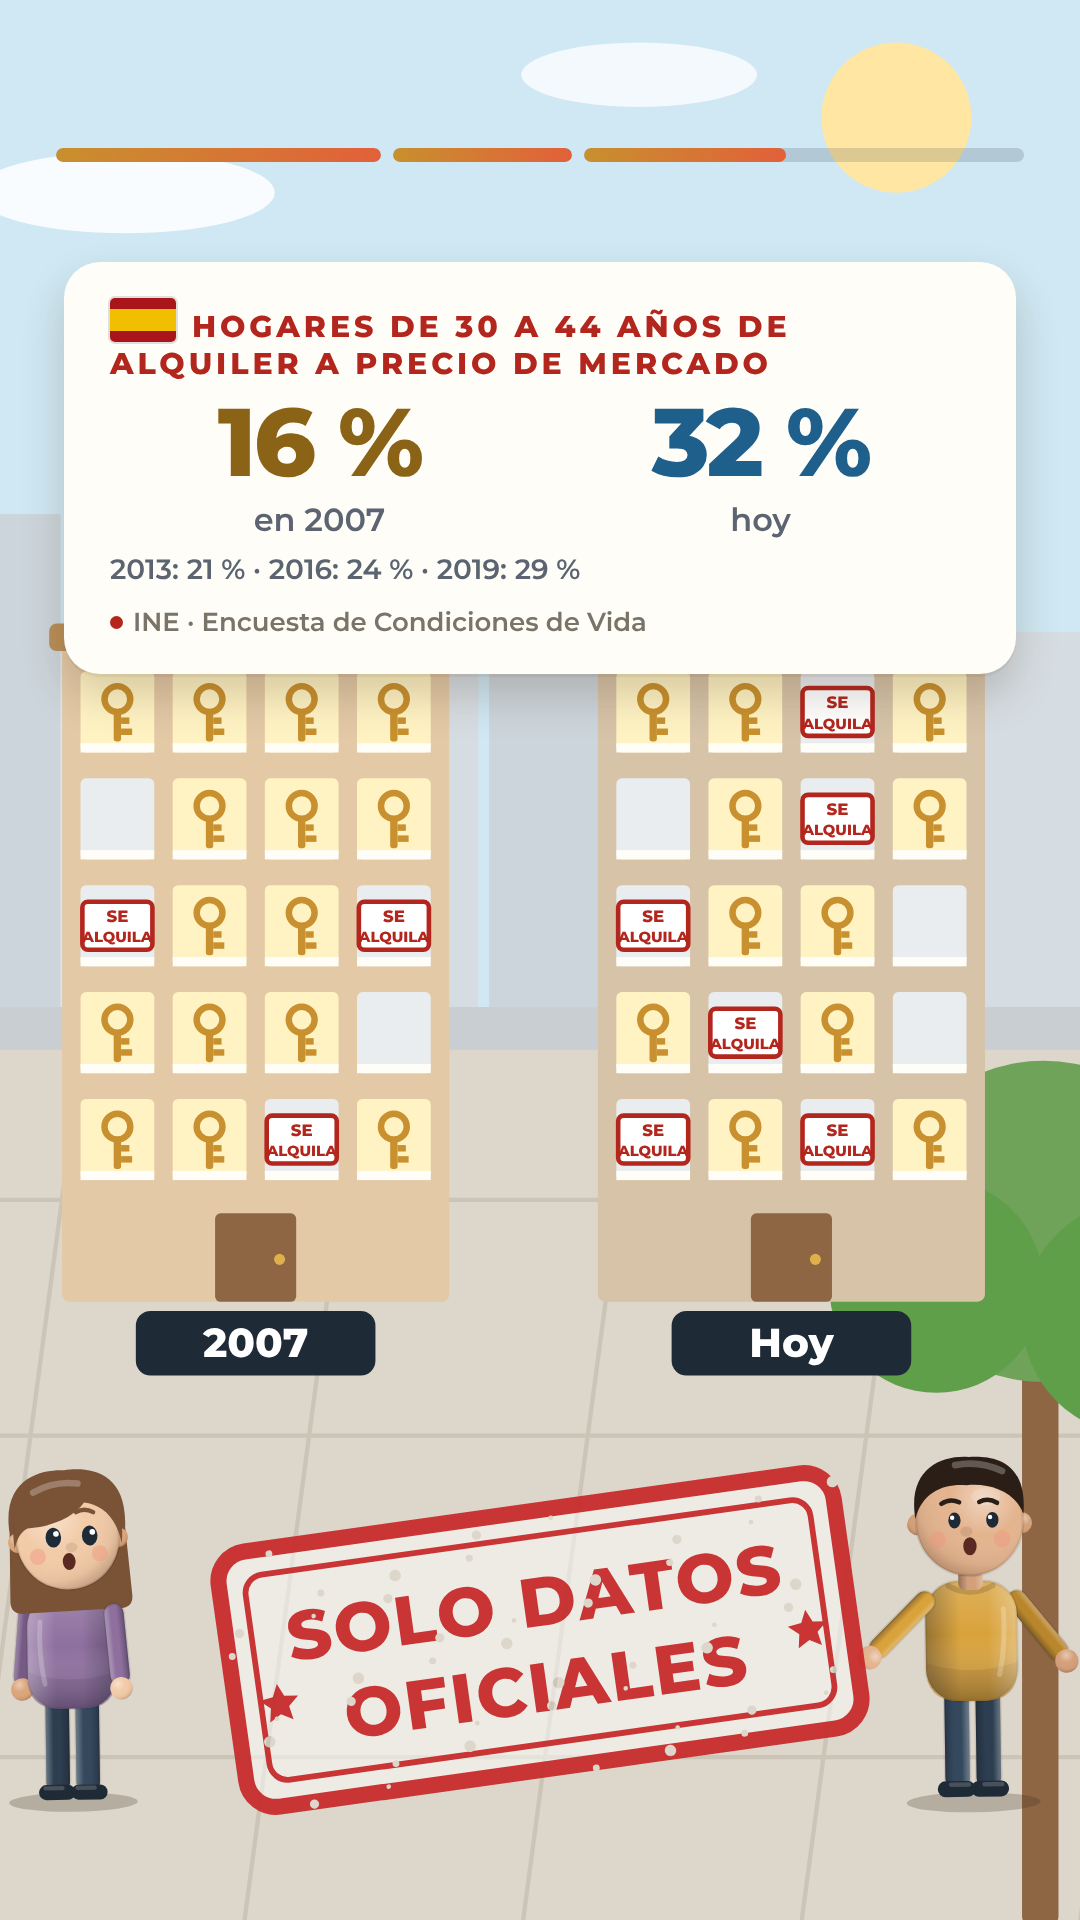 HOGARES DE 30 A 44 AÑOS DE
ALQUILER A PRECIO DE MERCADO
16 %
32 %
en 2007
hoy
2013: 21 % · 2016: 24 % · 2019: 29 %
INE · Encuesta de Condiciones de Vida
SE
ALQUILA
SE
ALQUILA
SE
ALQUILA
SE
ALQUILA
SE
ALQUILA
SE
ALQUILA
SE
ALQUILA
SE
ALQUILA
SE
ALQUILA
2007
Hoy
SOLO DATOS
OFICIALES